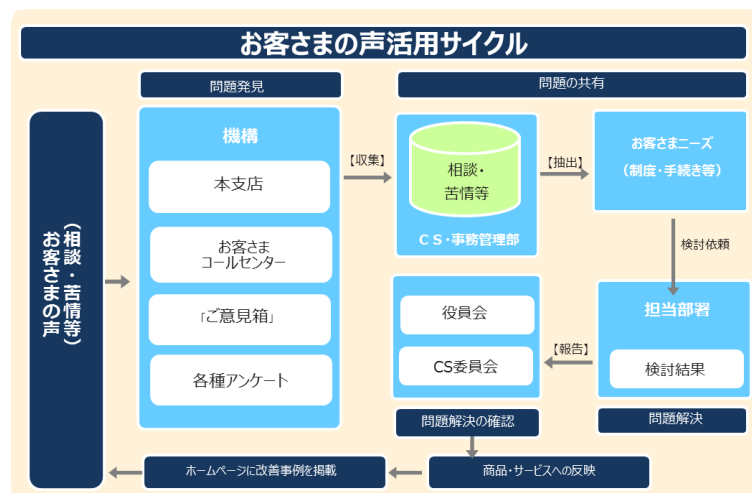 お客さまの声活用サイクル
問題発見
問題の共有
お客さまの声
（相談・苦情等）
機構
本支店
お客さま
コールセンター
「ご意見箱」
各種アンケート
【収集】
相談・
苦情等
ＣＳ・事務管理部
【抽出】
お客さまニーズ
（制度・手続き等）
検討依頼
担当部署
検討結果
問題解決
【報告】
役員会
CS委員会
問題解決の確認
商品・サービスへの反映
ホームページに改善事例を掲載